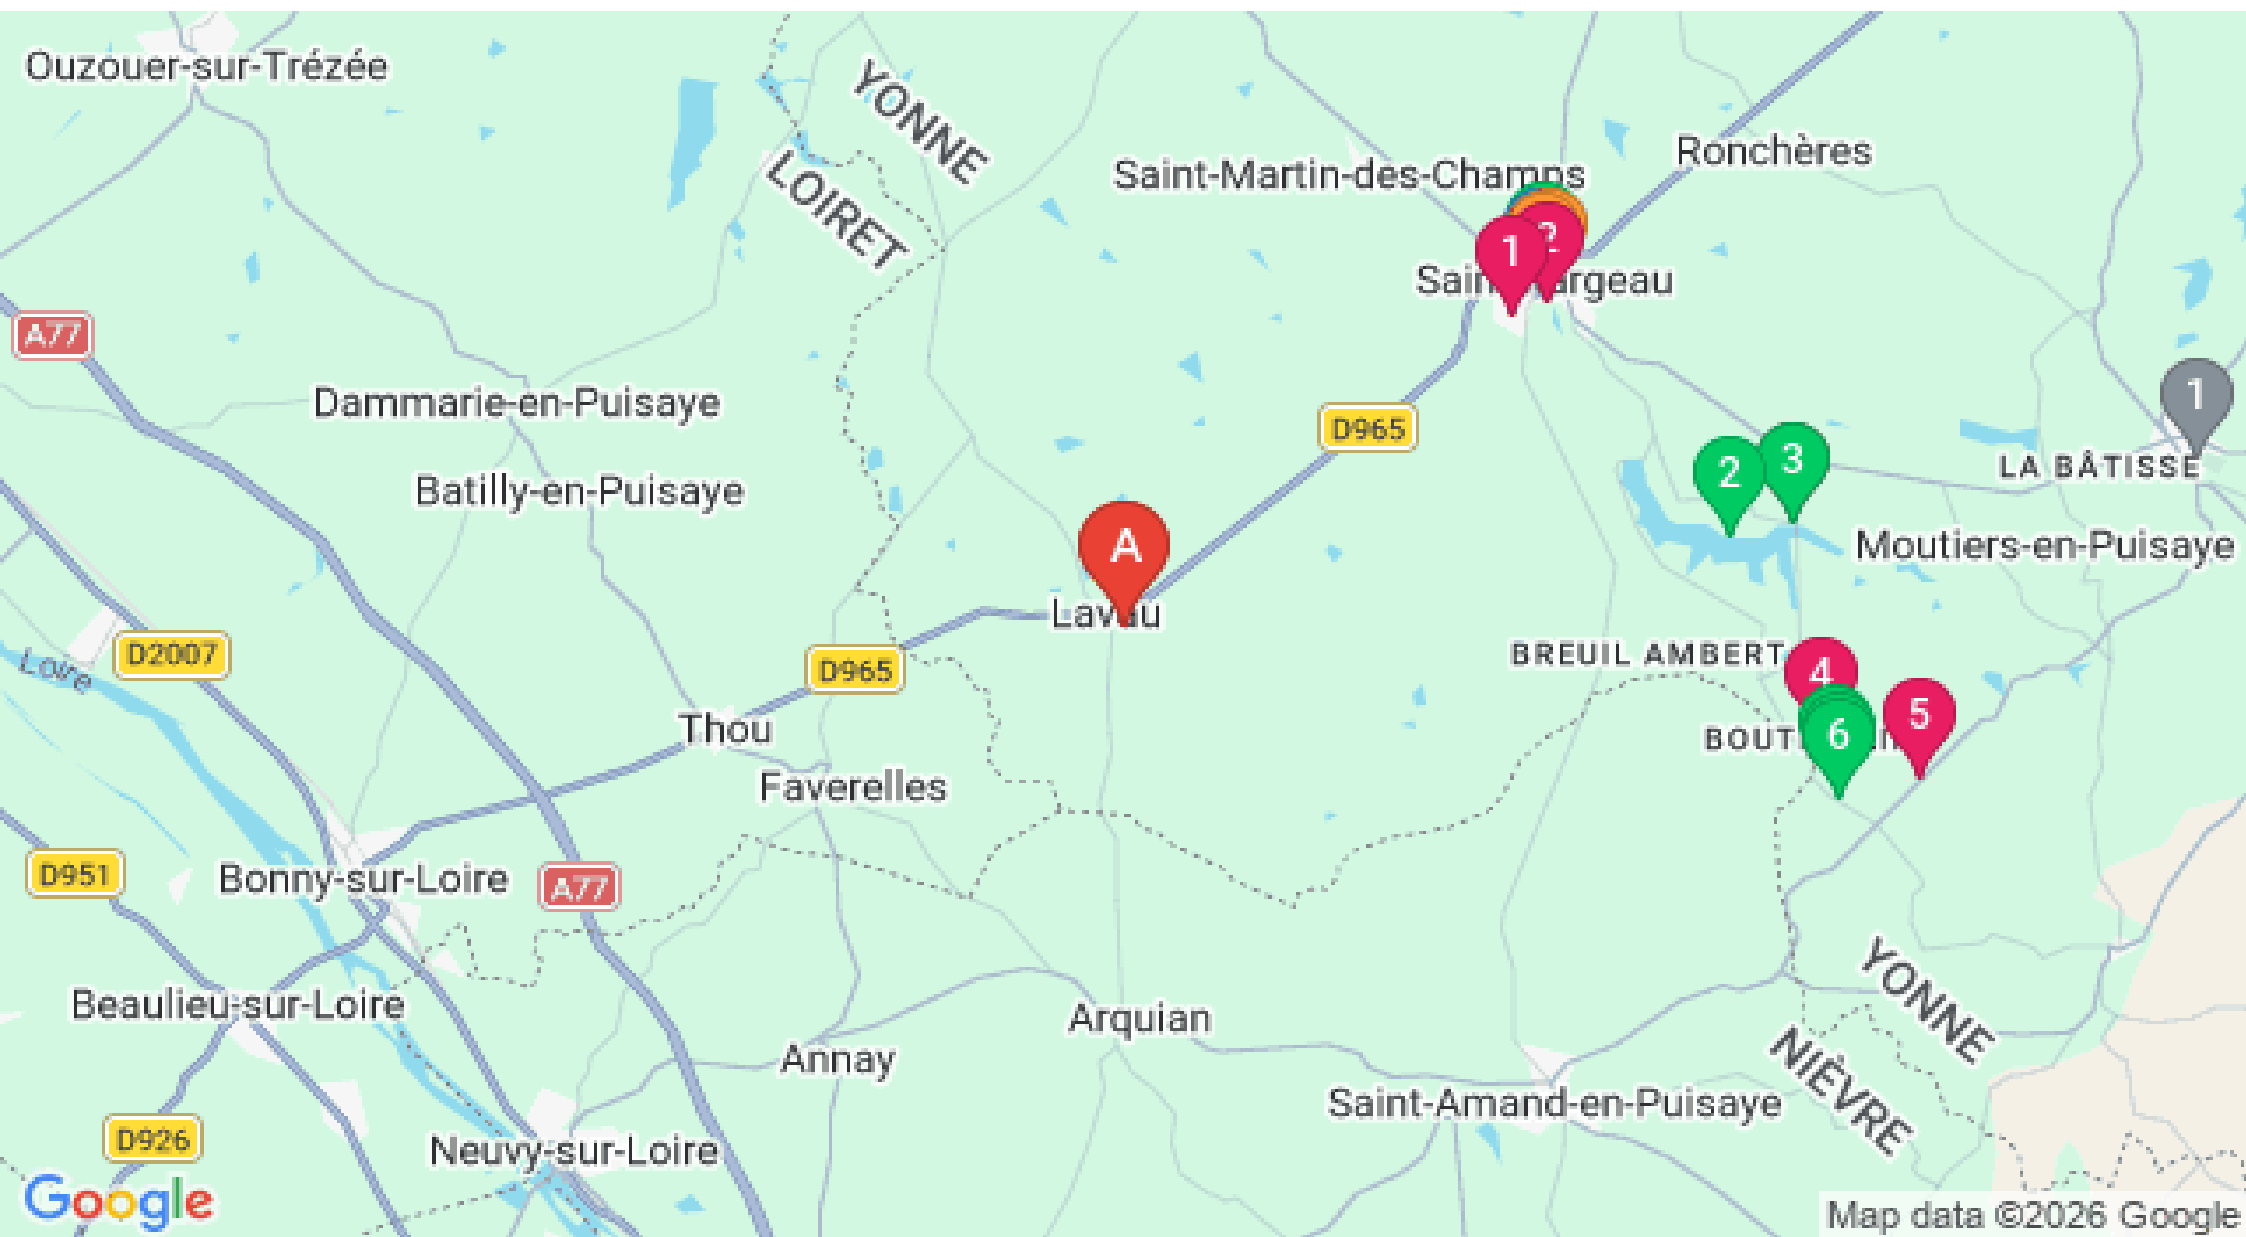 Ouzouer-sur-Trézée
YONNE
LOIRET
Saint-Martin-des-Champs
Ronchères
2
1
A77
D965
1
Dammarie-en-Puisaye
Batilly-en-Puisaye
2
3
LA BÂTISSE
Moutiers-en-Puisaye
A
D2007
Loire
D965
BREUIL AMBERT
4
5
6
Thou
Faverelles
D951
Bonny-sur-Loire
A77
Beaulieu-sur-Loire
Arquian
YONNE
NIÈVRE
Annay
Saint-Amand-en-Puisaye
D926
Neuvy-sur-Loire
Google
Map data ©2026 Google